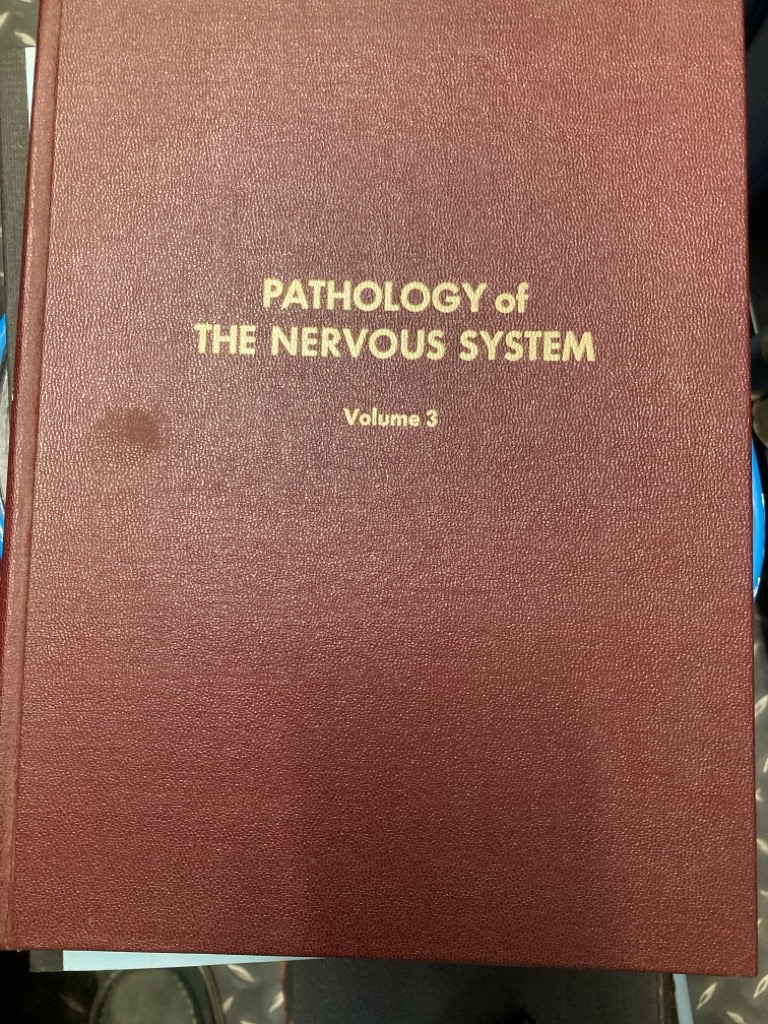 PATHOLOGY of
THE NERVOUS SYSTEM
Volume 3